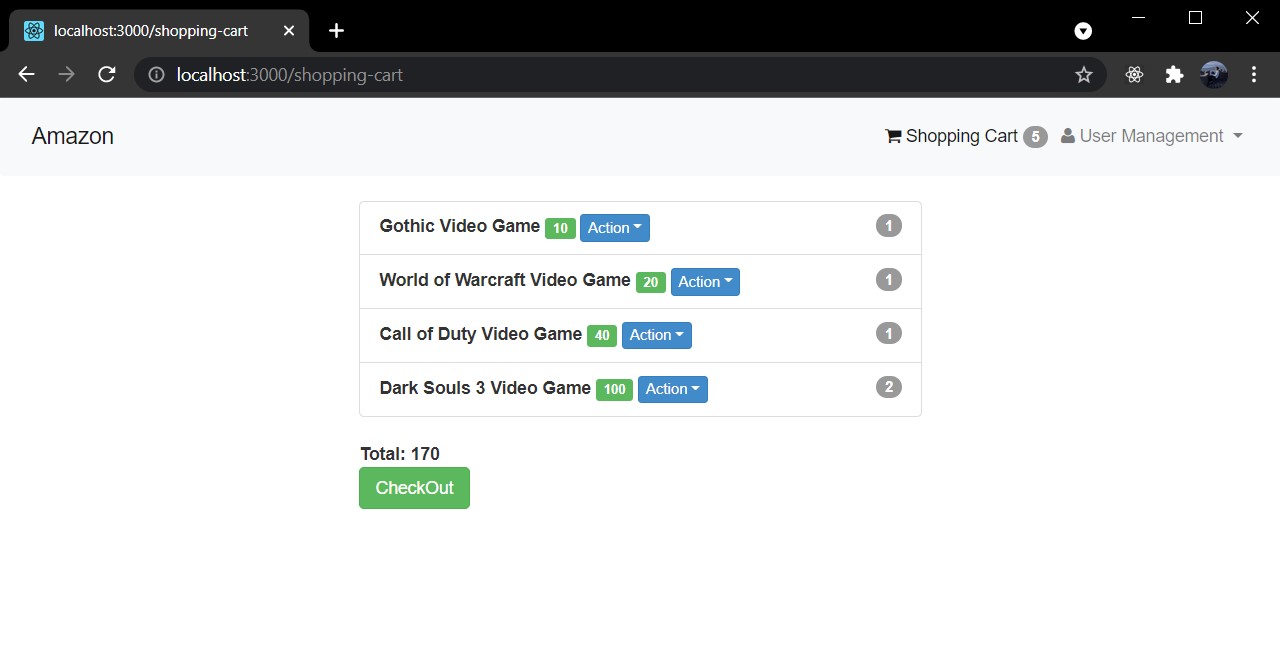 localhost:3000/shopping-cart
localhost:3000/shopping-cart
Amazon Shopping Cart 5 User Management
Gothic Video Game 10 Action 1
World of Warcraft Video Game 20 Action 1
Call of Duty Video Game 40 Action 1
Dark Souls 3 Video Game 100 Action 2
Total: 170
CheckOut